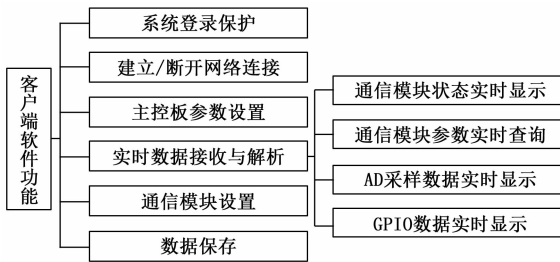 客户端软件功能
系统登录保护
建立/断开网络连接
主控板参数设置
实时数据接收与解析
通信模块设置
数据保存
通信模块状态实时显示
通信模块参数实时查询
AD采样数据实时显示
GPIO数据实时显示